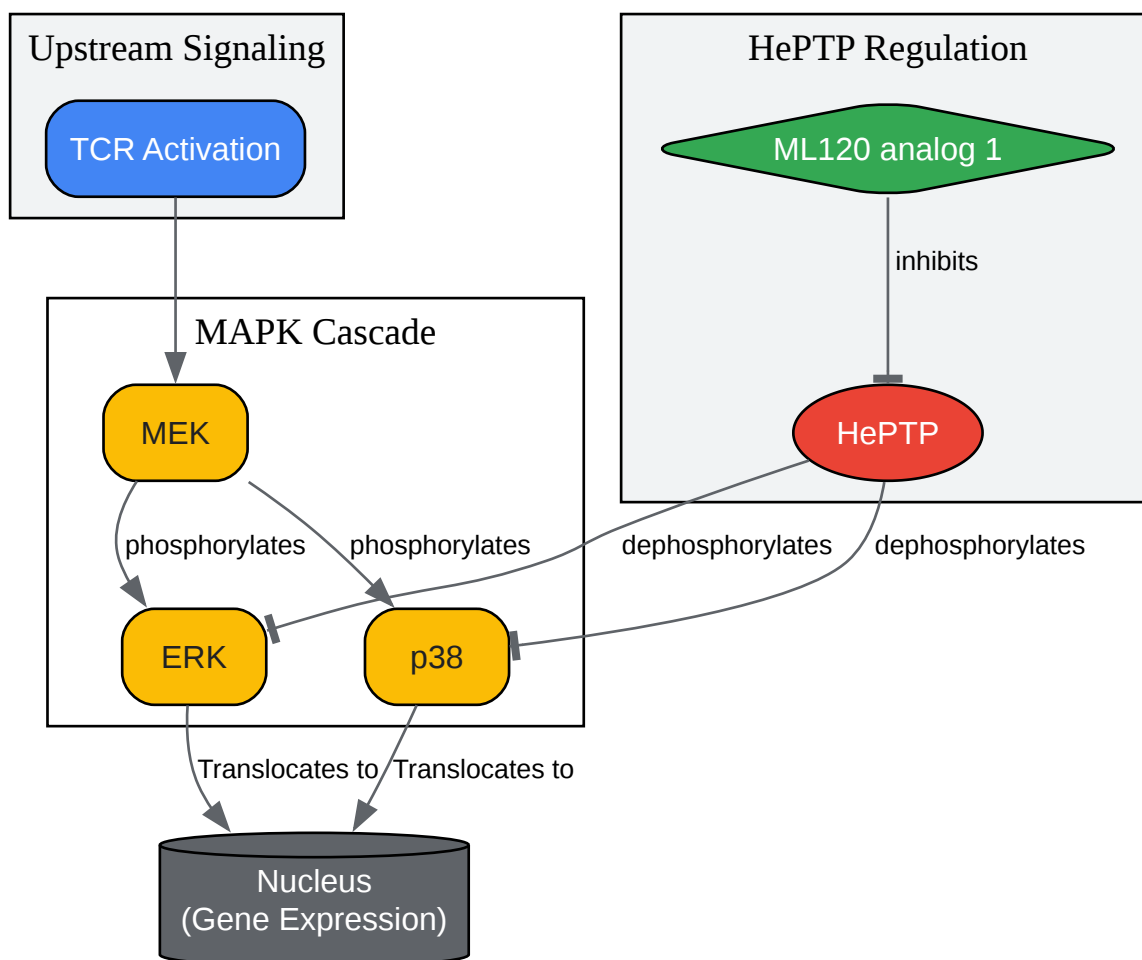 Upstream Signaling
HePTP Regulation
TCR Activation
ML120 analog 1
inhibits
MAPK Cascade
MEK
HePTP
phosphorylates
phosphorylates
dephosphorylates
dephosphorylates
ERK
p38
Translocates to
Translocates to
Nucleus
(Gene Expression)